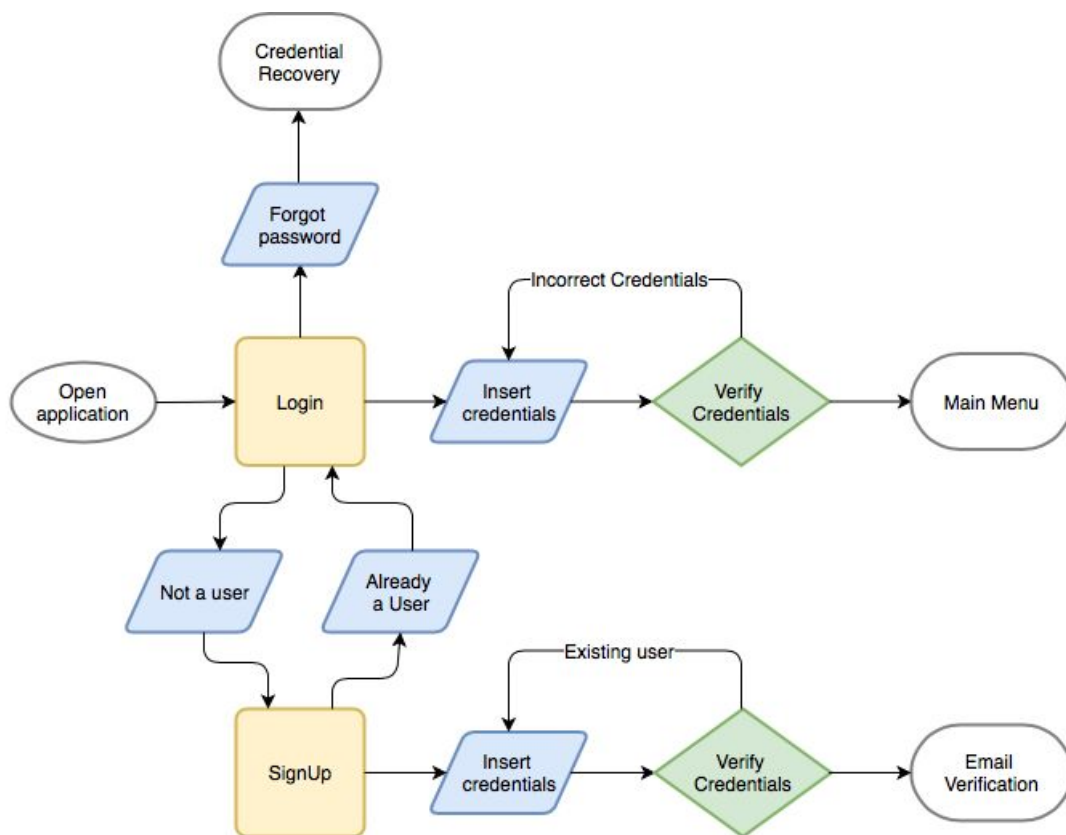 Credential
Recovery
Forgot
password
Incorrect Credentials
Open
application
Login
Insert
credentials
Verify
Credentials
Main Menu
Not a user
Already
a User
Existing user
SignUp
Insert
credentials
Verify
Credentials
Email
Verification